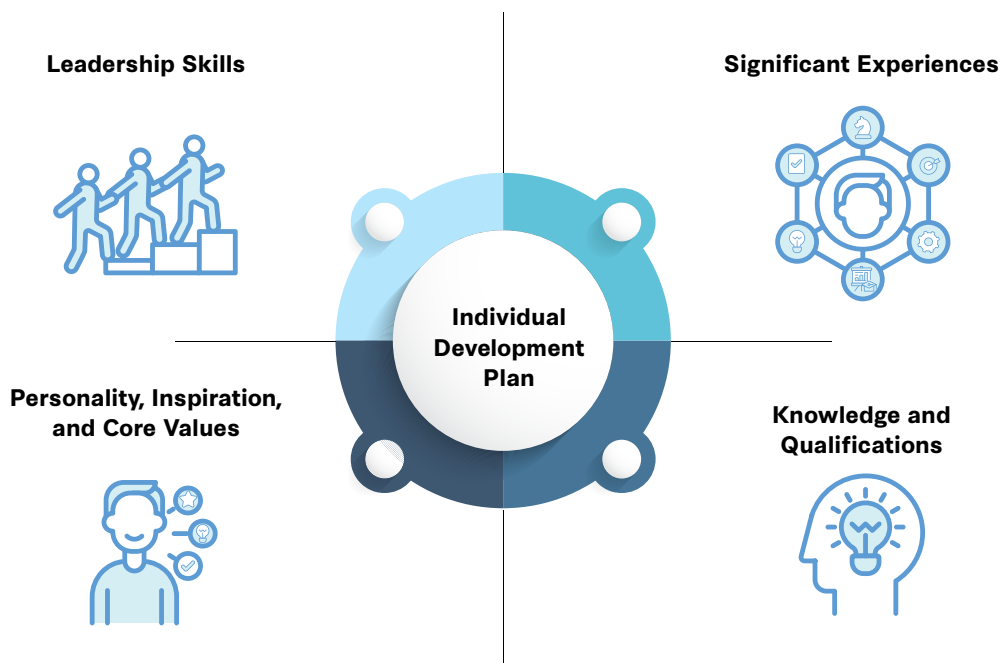 Leadership Skills
Significant Experiences
Individual
Development
Plan
Personality, Inspiration,
and Core Values
Knowledge and
Qualifications